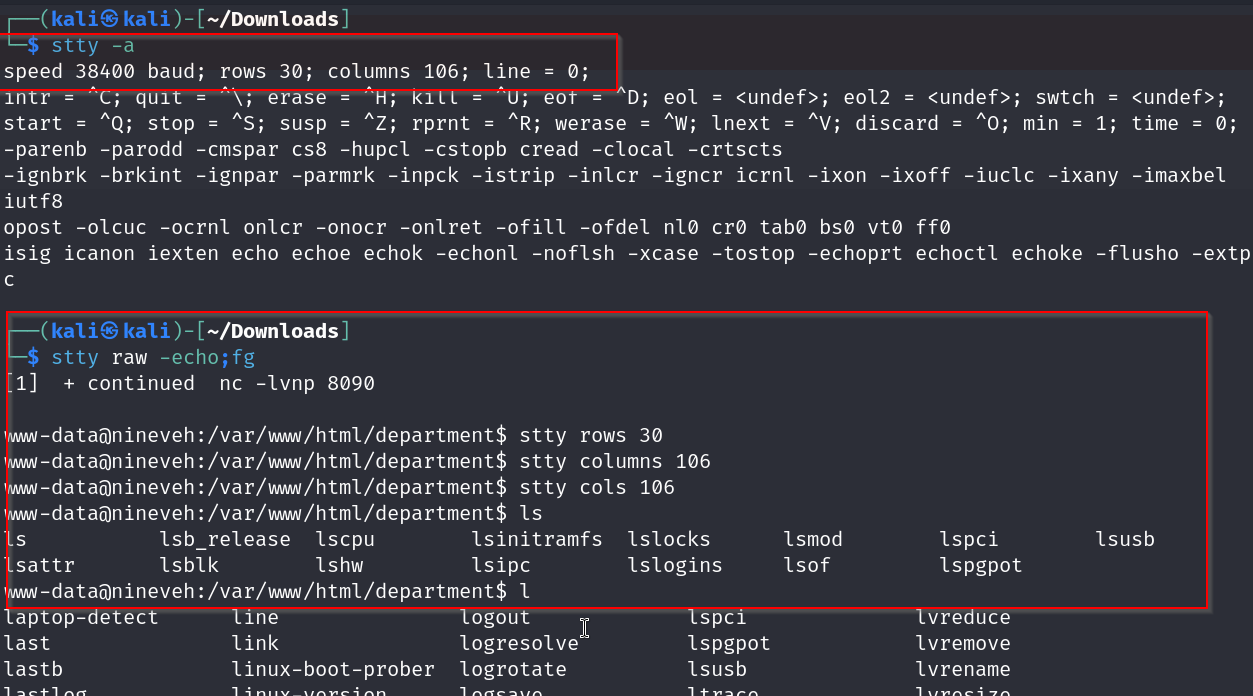 ┌──(kali㉿kali)-[~/Downloads]
└─$ stty -a
speed 38400 baud; rows 30; columns 106; line = 0;
intr = ^C; quit = ^\; erase = ^H; kill = ^U; eof = ^D; eol = <undef>; eol2 = <undef>; swtch = <undef>;
start = ^Q; stop = ^S; susp = ^Z; rprnt = ^R; werase = ^W; lnext = ^V; discard = ^O; min = 1; time = 0;
-parenb -parodd -cmspar cs8 -hupcl -cstopb cread -clocal -crtscts
-ignbrk -brkint -ignpar -parmrk -inpck -istrip -inlcr -igncr icrnl -ixon -ixoff -iuclc -ixany -imaxbel
iutf8
opost -olcuc -ocrnl onlcr -onocr -onlret -ofill -ofdel nl0 cr0 tab0 bs0 vt0 ff0
isig icanon iexten echo echoe echok -echonl -noflsh -xcase -tostop -echoprt echoctl echoke -flusho -extp
c
┌──(kali㉿kali)-[~/Downloads]
└─$ stty raw -echo;fg
[1]  + continued  nc -lvnp 8090
www-data@nineveh:/var/www/html/department$ stty rows 30
www-data@nineveh:/var/www/html/department$ stty columns 106
www-data@nineveh:/var/www/html/department$ stty cols 106
www-data@nineveh:/var/www/html/department$ ls
ls           lsb_release  lscpu        lsinitramfs  lslocks      lsmod        lspci        lsusb
lsattr       lsblk        lshw         lsipc        lslogins     lsof         lspgpot
www-data@nineveh:/var/www/html/department$ l
laptop-detect      line               logout             lspci              lvreduce
last               link               logresolve         lspgpot            lvremove
lastb              linux-boot-prober  logrotate          lsusb              lvrename
lastlog            linux-version      logsave            ltrace             lvresize